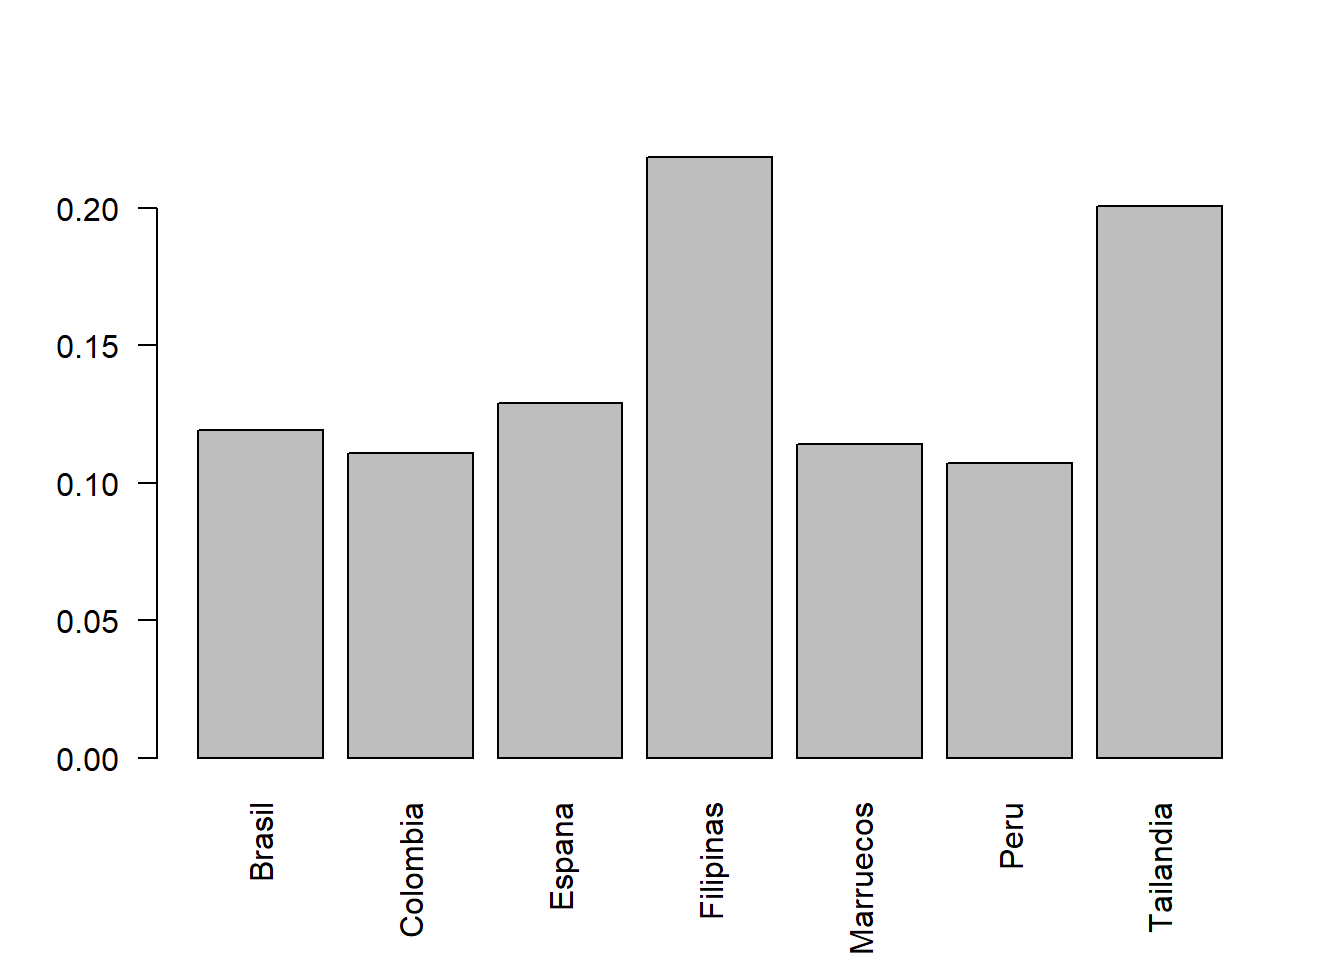 0.20
0.15
0.10
0.05
0.00
Brasil
Colombia
Espana
Filipinas
Marruecos
Peru
Tailandia